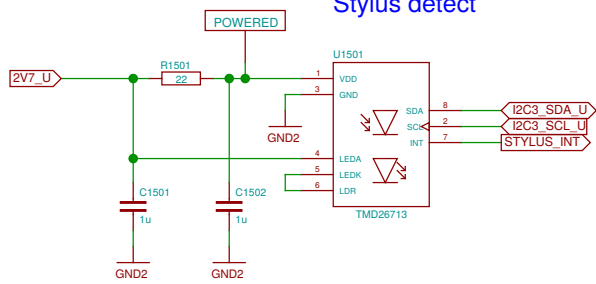 Stylus detect
POWERED
U1501
R1501
2V7_U
22
1
VDD
3
GND
GND2
SDA
8
I2C3_SDA_U
SCL
2
I2C3_SCL_U
INT
7
STYLUS_INT
4
LEDA
5
LEDK
6
LDR
C1501
1u
C1502
1u
TMD26713
GND2
GND2